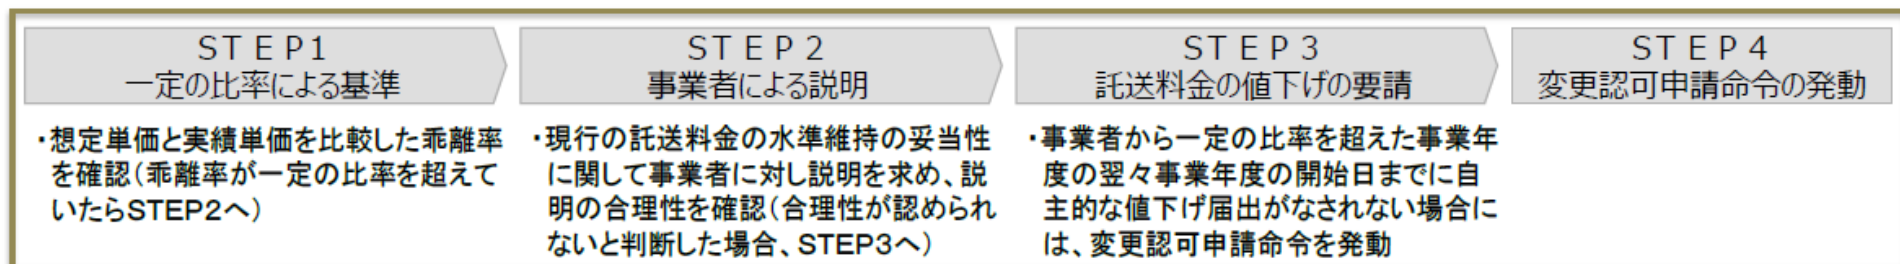 STEP1
一定の比率による基準
・想定単価と実績単価を比較した乖離率
を確認(乖離率が一定の比率を超えて
いたらSTEP2へ)
STEP2
事業者による説明
・現行の託送料金の水準維持の妥当性
に関して事業者に対し説明を求め、説
明の合理性を確認(合理性が認められ
ないと判断した場合、STEP3へ)
STEP3
託送料金の値下げの要請
・事業者から一定の比率を超えた事業年
度の翌々事業年度の開始日までに自
主的な値下げ届出がなされない場合に
は、変更認可申請命令を発動
STEP4
変更認可申請命令の発動